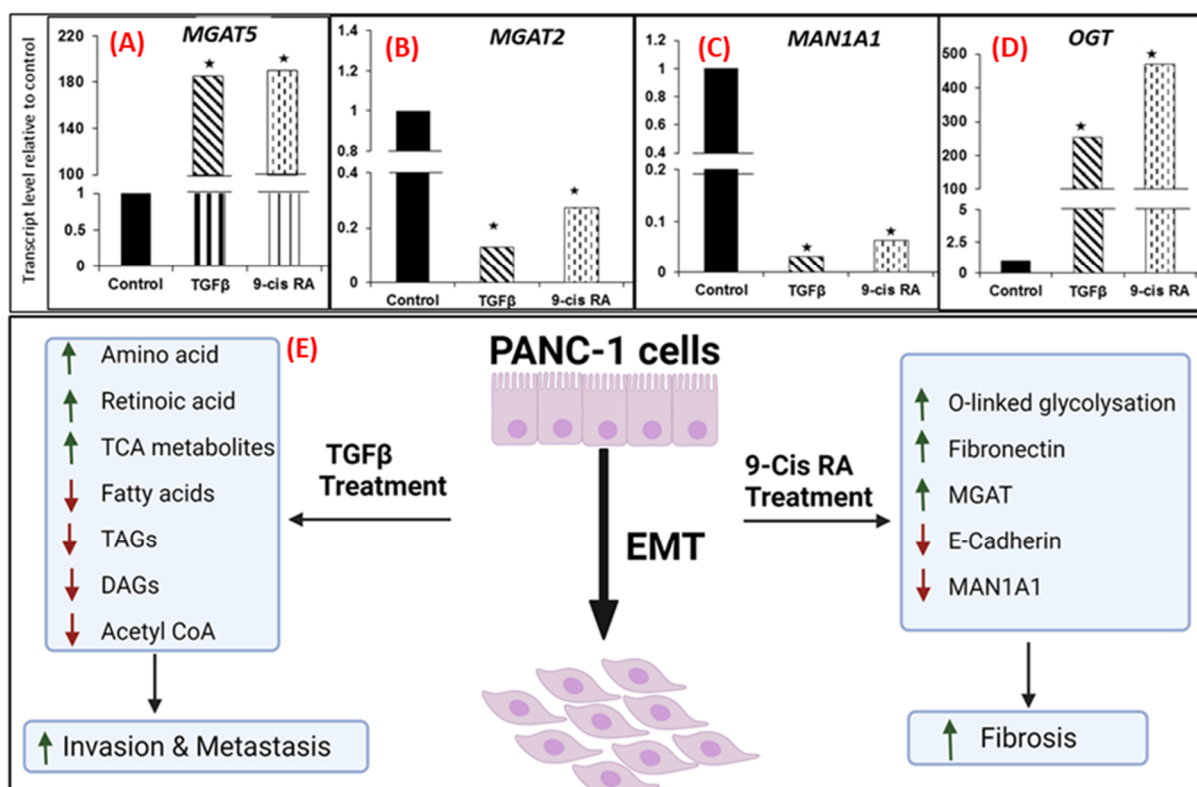 Transcript level relative to control
(A)
MGAT5
220
180
140
100
1
0.5
0
★
★
Control
TGFβ
9-cis RA
(B)
MGAT2
1.4
1.2
1
0.8
0.4
0.2
0
★
★
Control
TGFβ
9-cis RA
(C)
MAN1A1
1.2
1.0
0.8
0.6
0.4
0.2
0.1
0
★
★
Control
TGFβ
9-cis RA
(D)
OGT
500
400
300
200
100
5
2.5
0
★
★
Control
TGFβ
9-cis RA
(E)
Amino acid
Retinoic acid
TCA metabolites
Fatty acids
TAGs
DAGs
Acetyl CoA
Invasion & Metastasis
TGFβ
Treatment
PANC-1 cells
EMT
9-Cis RA
Treatment
O-linked glycolysation
Fibronectin
MGAT
E-Cadherin
MAN1A1
Fibrosis